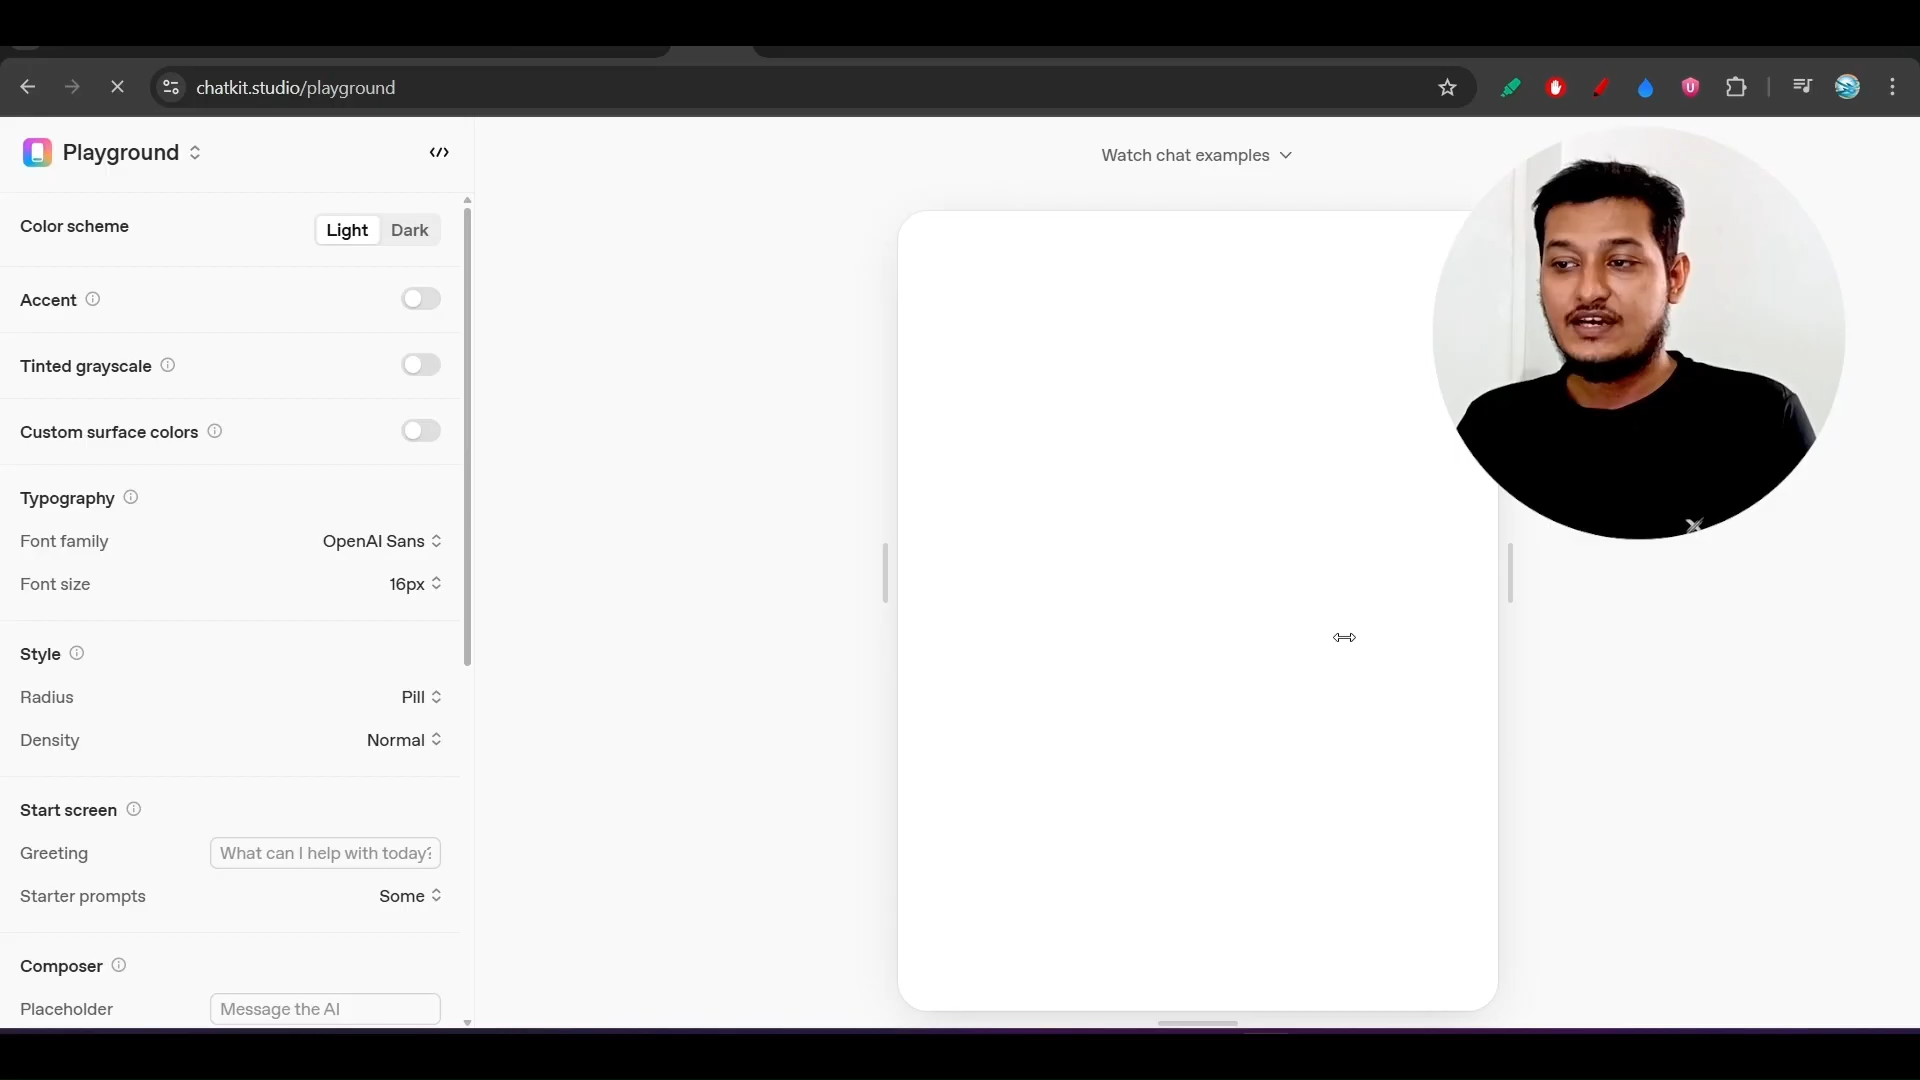 chatkit.studio/playground
Playground
Watch chat examples
Color scheme
Light Dark
Accent
Tinted grayscale
Custom surface colors
Typography
Font family OpenAI Sans
Font size 16px
Style
Radius Pill
Density Normal
Start screen
Greeting What can I help with today?
Starter prompts Some
Composer
Placeholder Message the AI